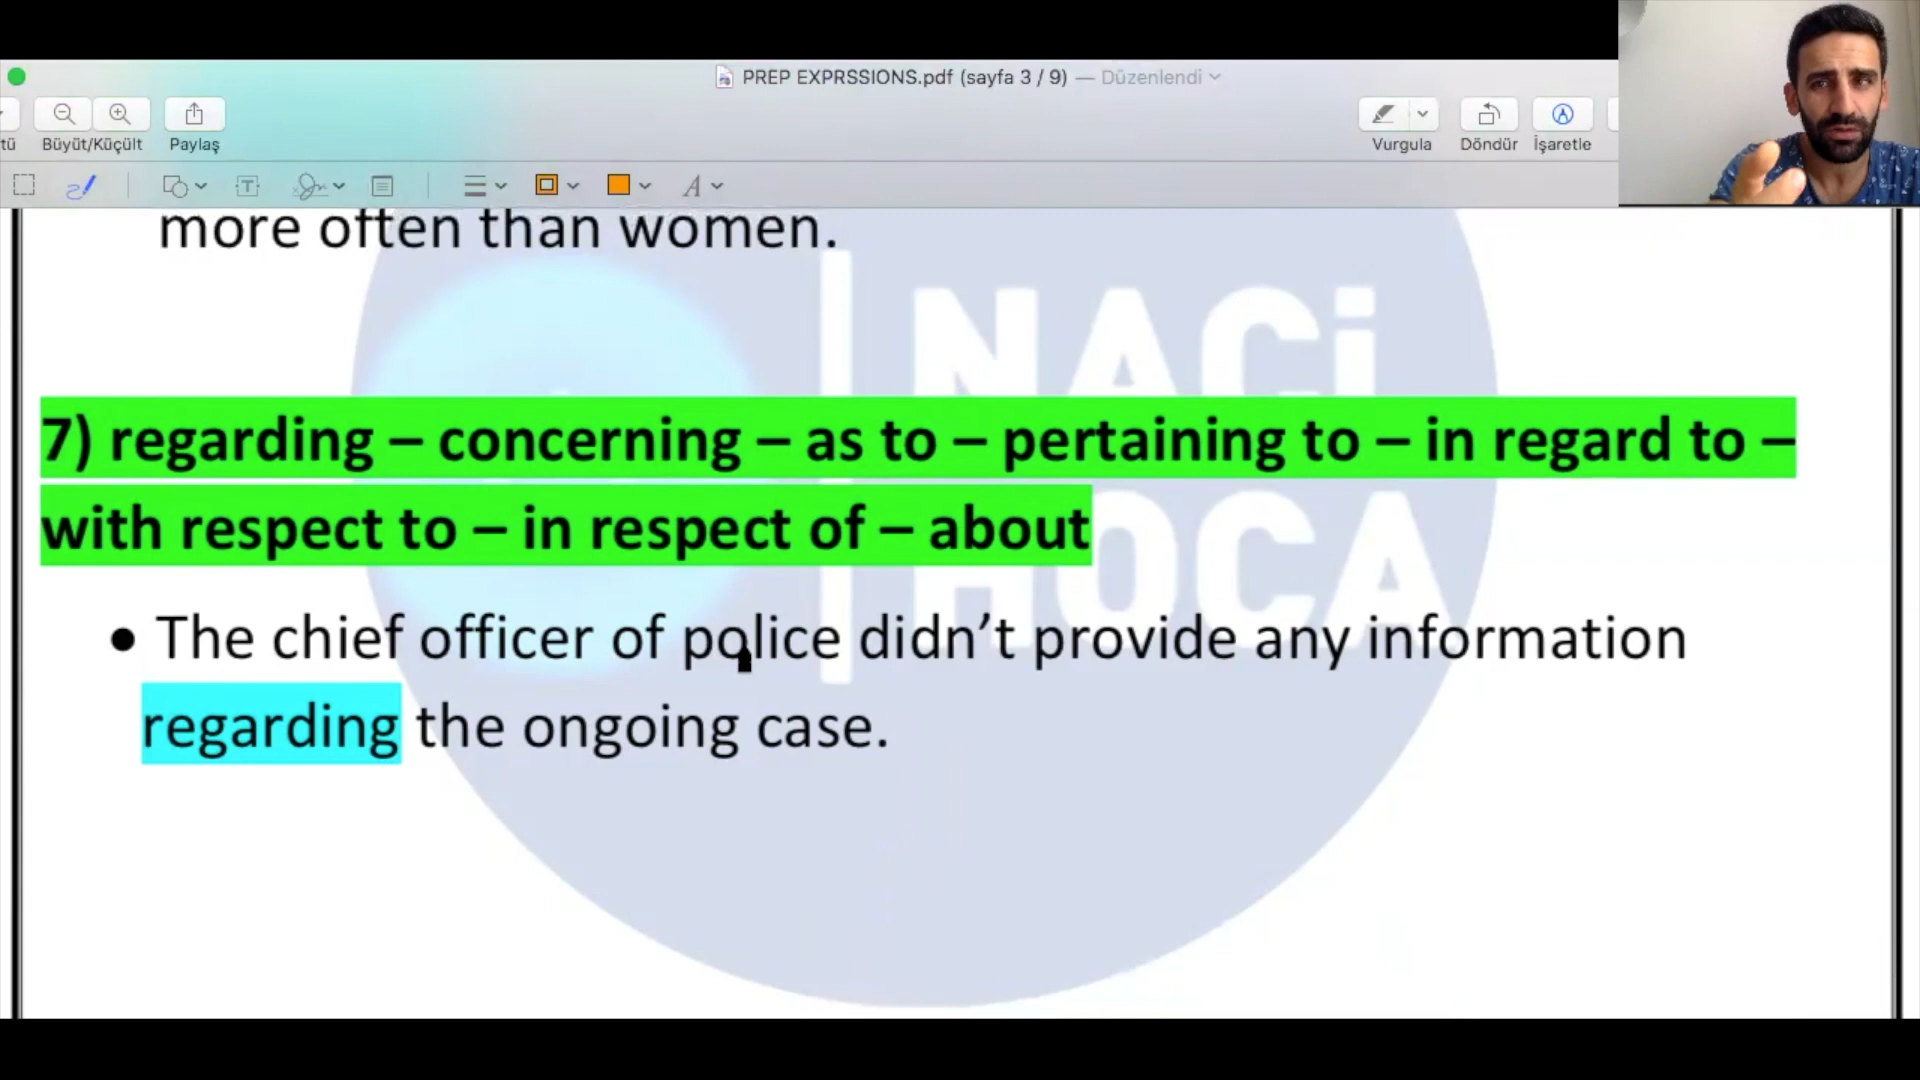 PREP EXPRSSIONS.pdf (sayfa 3 / 9) — Düzenlendi
tü Büyüt/Küçült Paylaş Vurgula Döndür İşaretle
more often than women.
NACi
HOCA
7) regarding – concerning – as to – pertaining to – in regard to –
with respect to – in respect of – about
• The chief officer of police didn’t provide any information
regarding the ongoing case.